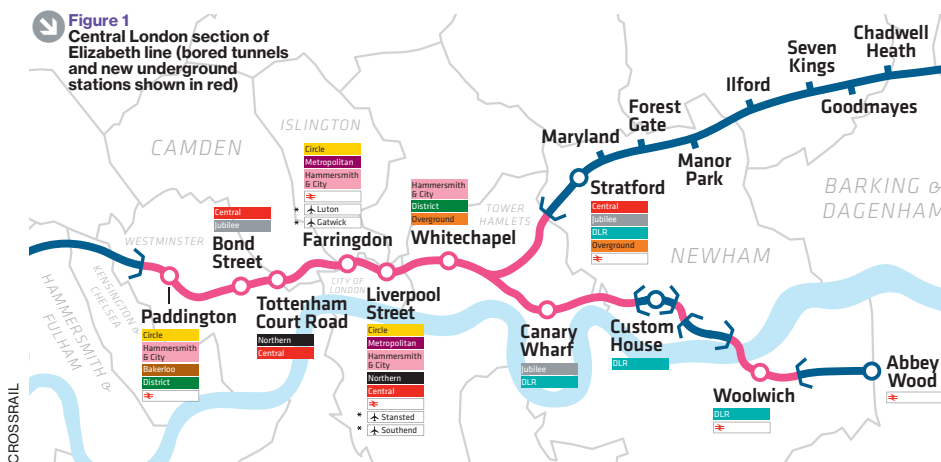 Figure 1
Central London section of
Elizabeth line (bored tunnels
and new underground
stations shown in red)
CAMDEN
ISLINGTON
Circle
Metropolitan
Hammersmith
& City
* Luton
* Gatwick
Farringdon
Central
Jubilee
Bond
Street
WESTMINSTER
KENSINGTON &
CHELSEA
HAMMERSMITH &
FULHAM
Paddington
Circle
Hammersmith
& City
Bakerloo
District
Tottenham
Court Road
Northern
Central
CITY OF
LONDON
Liverpool
Street
Circle
Metropolitan
Hammersmith
& City
Northern
Central
* Stansted
* Southend
Hammersmith
& City
District
Overground
Whitechapel
TOWER
HAMLETS
Maryland
Forest
Gate
Manor
Park
Ilford
Seven
Kings
Goodmayes
Chadwell
Heath
Stratford
Central
Jubilee
DLR
Overground
NEWHAM
BARKING &
DAGENHAM
Canary
Wharf
Jubilee
DLR
Custom
House
DLR
Woolwich
DLR
Abbey
Wood
CROSSRAIL